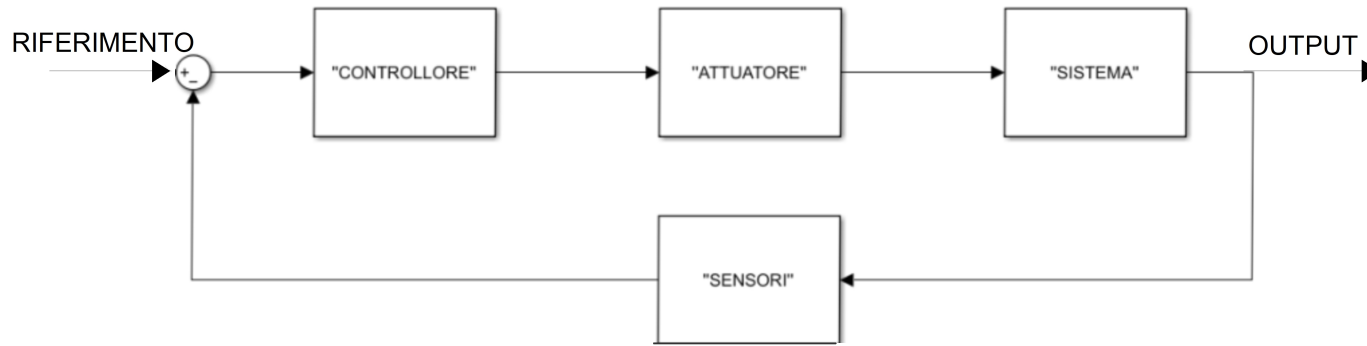 RIFERIMENTO
+
−
"CONTROLLORE"
"ATTUATORE"
"SISTEMA"
OUTPUT
"SENSORI"